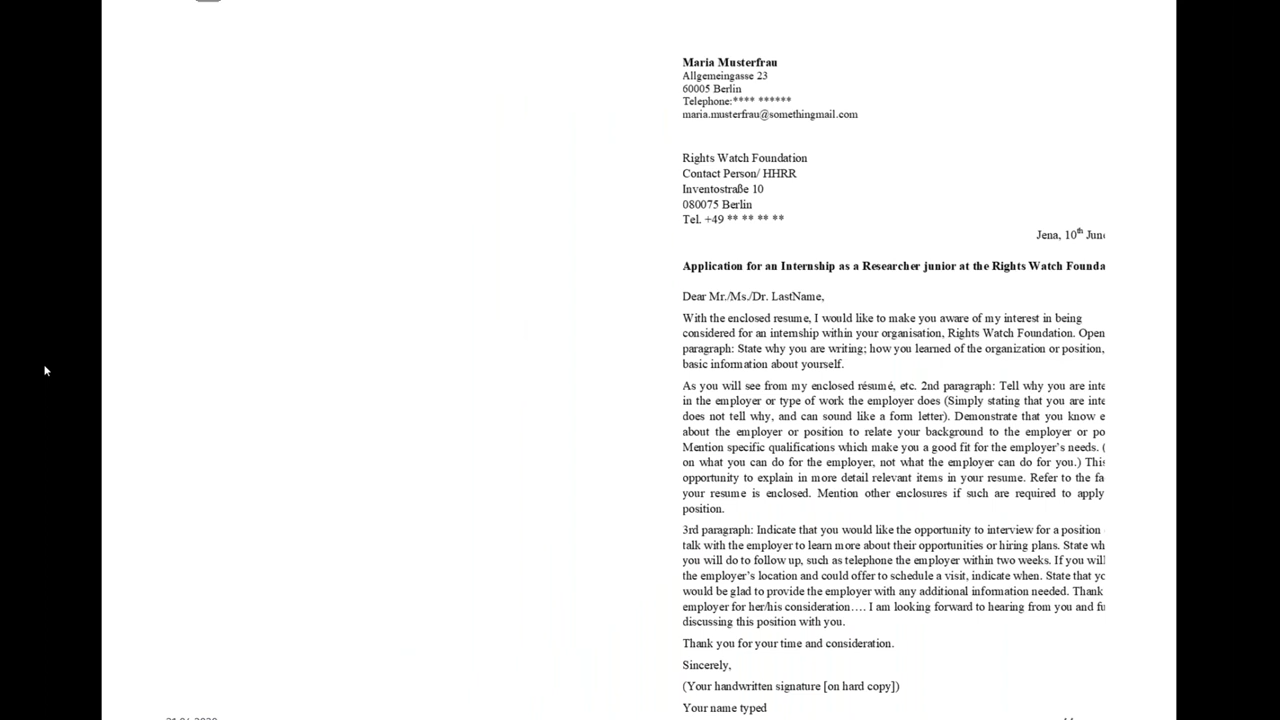 Maria Musterfrau
Allgemeingasse 23
60005 Berlin
Telephone:**** ******
maria.musterfrau@somethingmail.com
Rights Watch Foundation
Contact Person/ HHRR
Inventostraße 10
080075 Berlin
Tel. +49 ** ** ** **
Jena, 10th June
Application for an Internship as a Researcher junior at the Rights Watch Founda
Dear Mr./Ms./Dr. LastName,
With the enclosed resume, I would like to make you aware of my interest in being
considered for an internship within your organisation, Rights Watch Foundation. Open
paragraph: State why you are writing; how you learned of the organization or position,
basic information about yourself.
As you will see from my enclosed résumé, etc. 2nd paragraph: Tell why you are inte
in the employer or type of work the employer does (Simply stating that you are inte
does not tell why, and can sound like a form letter). Demonstrate that you know e
about the employer or position to relate your background to the employer or po
Mention specific qualifications which make you a good fit for the employer's needs. (
on what you can do for the employer, not what the employer can do for you.) This
opportunity to explain in more detail relevant items in your resume. Refer to the fa
your resume is enclosed. Mention other enclosures if such are required to apply
position.
3rd paragraph: Indicate that you would like the opportunity to interview for a position
talk with the employer to learn more about their opportunities or hiring plans. State wh
you will do to follow up, such as telephone the employer within two weeks. If you will
the employer's location and could offer to schedule a visit, indicate when. State that yo
would be glad to provide the employer with any additional information needed. Thank
employer for her/his consideration…. I am looking forward to hearing from you and fu
discussing this position with you.
Thank you for your time and consideration.
Sincerely,
(Your handwritten signature [on hard copy])
Your name typed